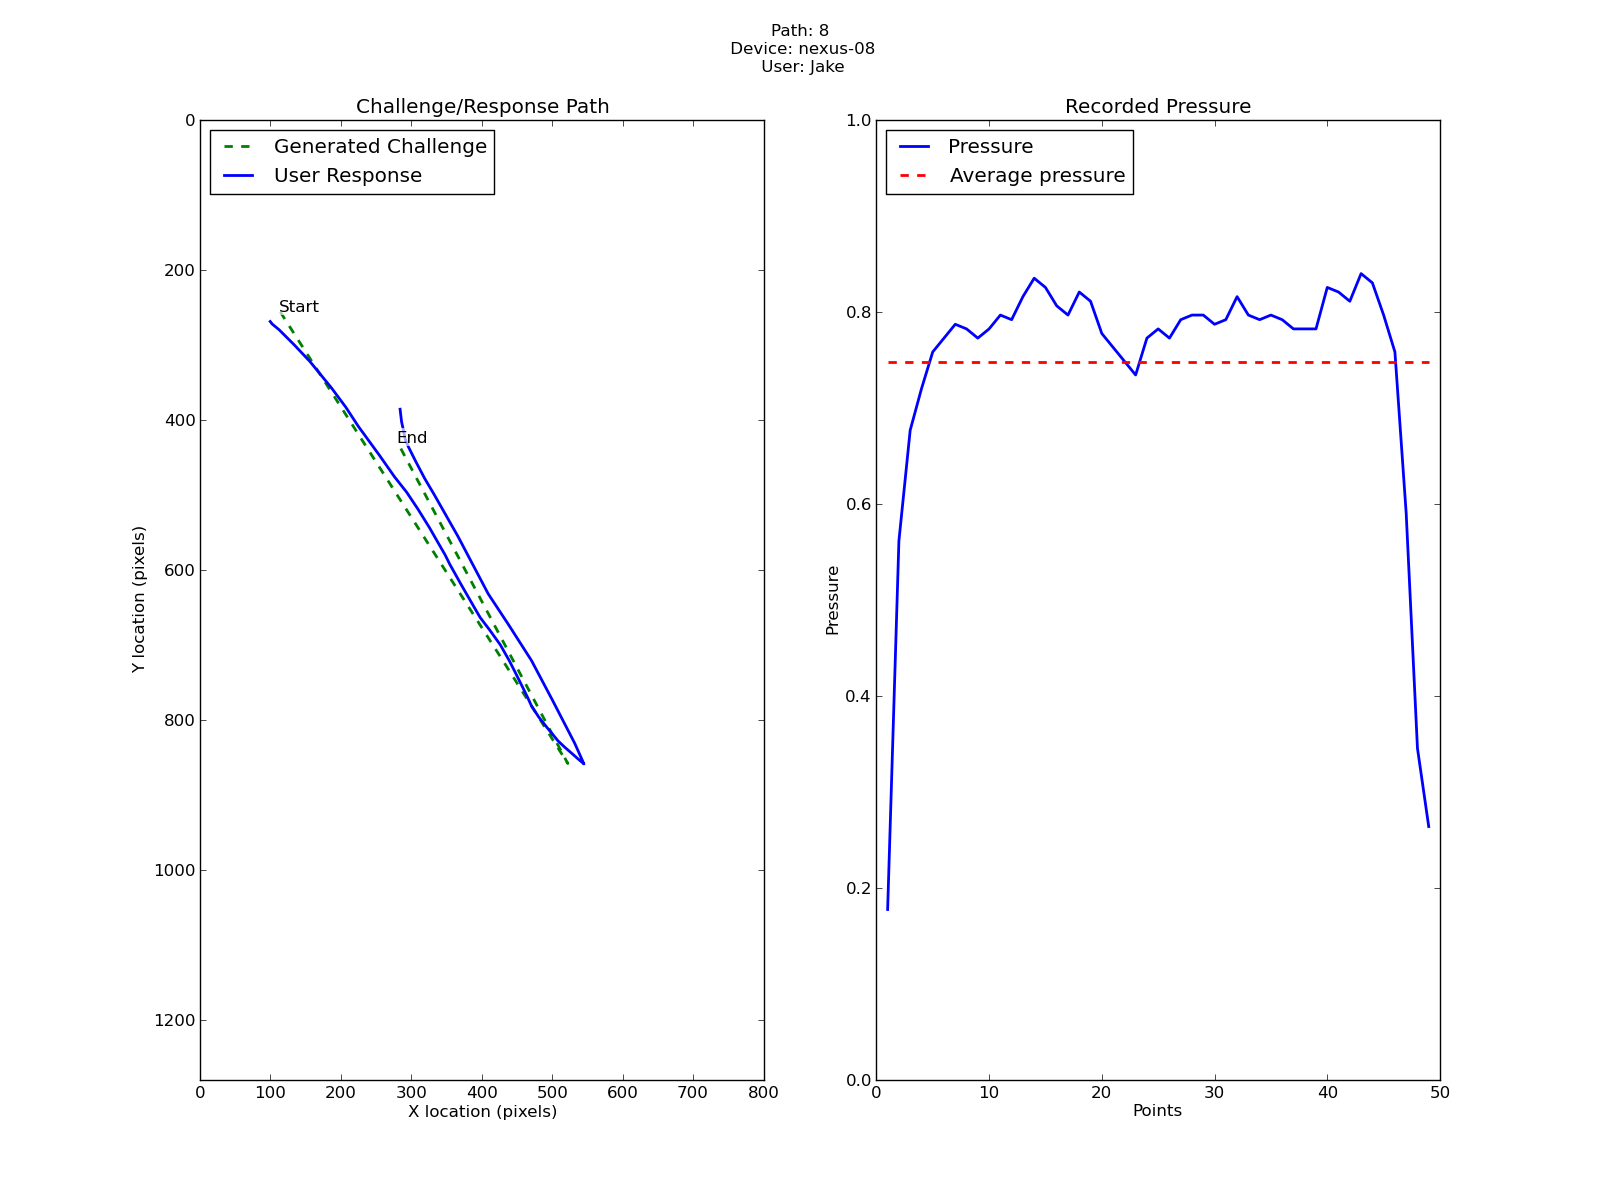 Path: 8
Device: nexus-08
User: Jake
Challenge/Response Path
Generated Challenge
User Response
Start
End
0
200
400
600
800
1000
1200
Y location (pixels)
0 100 200 300 400 500 600 700 800
X location (pixels)
Recorded Pressure
Pressure
Average pressure
1.0
0.8
0.6
0.4
0.2
0.0
Pressure
0 10 20 30 40 50
Points